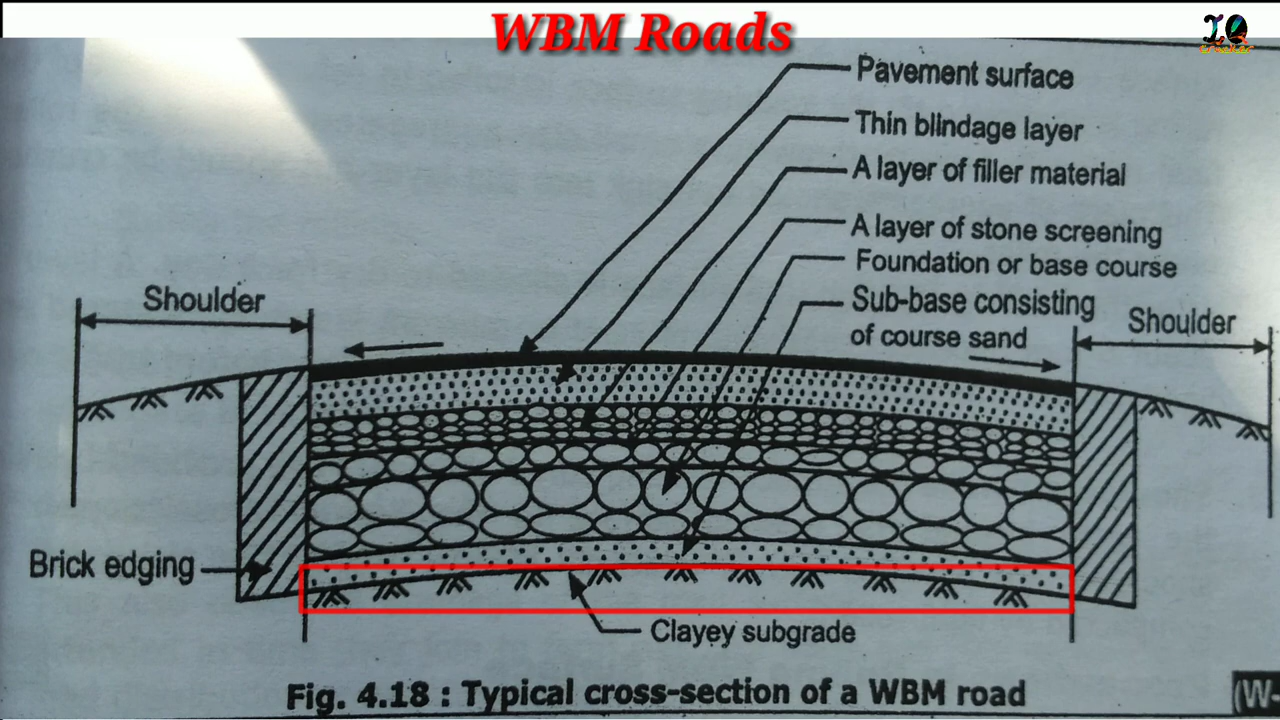 WBM Roads
IQ
cracker
Pavement surface
Thin blindage layer
A layer of filler material
A layer of stone screening
Foundation or base course
Sub-base consisting
of course sand
Shoulder
Shoulder
Brick edging
Clayey subgrade
Fig. 4.18 : Typical cross-section of a WBM road
(W-